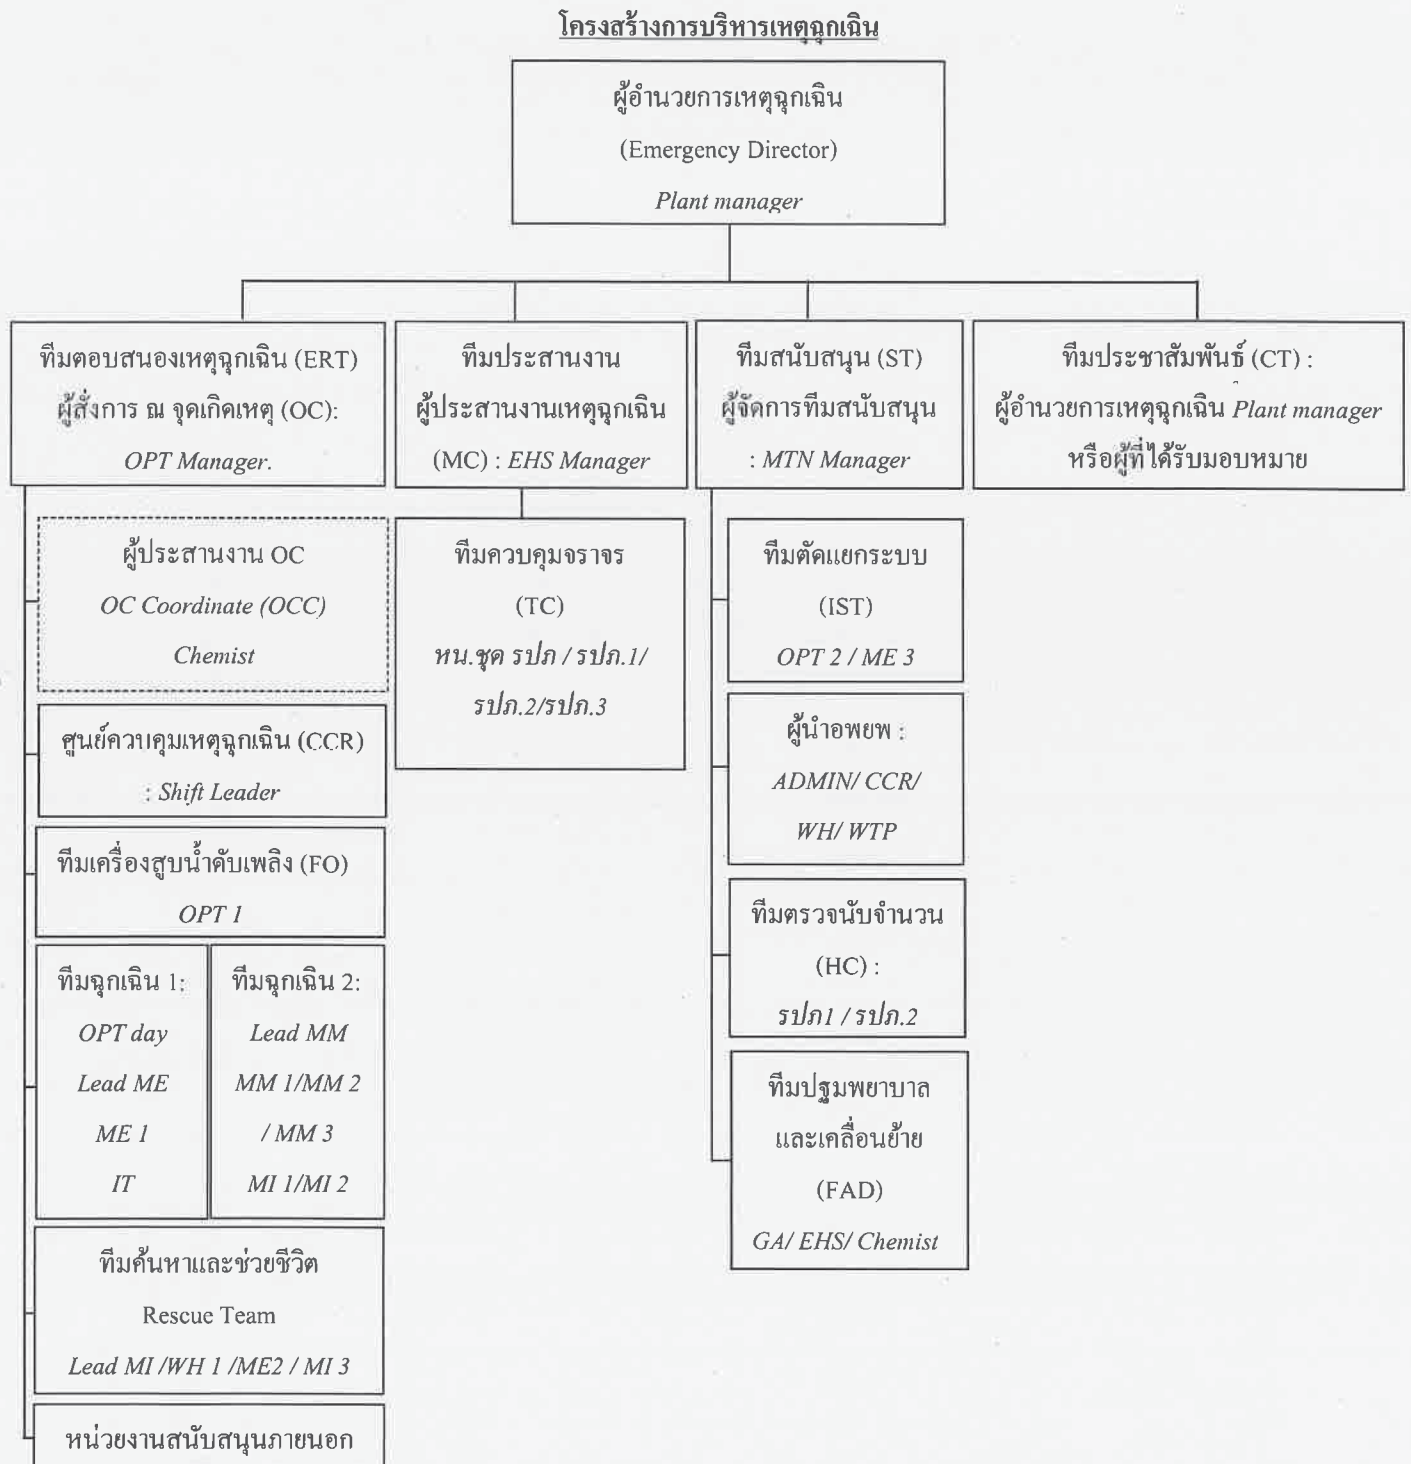 โครงสร้างการบริหารเหตุฉุกเฉิน
ผู้อำนวยการเหตุฉุกเฉิน
(Emergency Director)
Plant manager
ทีมตอบสนองเหตุฉุกเฉิน (ERT)
ผู้สั่งการ ณ จุดเกิดเหตุ (OC):
OPT Manager.
ทีมประสานงาน
ผู้ประสานงานเหตุฉุกเฉิน
(MC) : EHS Manager
ทีมสนับสนุน (ST)
ผู้จัดการทีมสนับสนุน
: MTN Manager
ทีมประชาสัมพันธ์ (CT) :
ผู้อำนวยการเหตุฉุกเฉิน Plant manager
หรือผู้ที่ได้รับมอบหมาย
ผู้ประสานงาน OC
OC Coordinate (OCC)
Chemist
ศูนย์ควบคุมเหตุฉุกเฉิน (CCR)
: Shift Leader
ทีมเครื่องสูบน้ำดับเพลิง (FO)
OPT 1
ทีมฉุกเฉิน 1:
OPT day
Lead ME
ME 1
IT
ทีมฉุกเฉิน 2:
Lead MM
MM 1/MM 2
/ MM 3
MI 1/MI 2
ทีมค้นหาและช่วยชีวิต
Rescue Team
Lead MI /WH 1 /ME2 / MI 3
หน่วยงานสนับสนุนภายนอก
ทีมควบคุมจราจร
(TC)
หน.ชุด รปภ / รปภ.1/
รปภ.2/รปภ.3
ทีมตัดแยกระบบ
(IST)
OPT 2 / ME 3
ผู้นำอพยพ :
ADMIN/ CCR/
WH/ WTP
ทีมตรวจนับจำนวน
(HC) :
รปภ1 / รปภ.2
ทีมปฐมพยาบาล
และเคลื่อนย้าย
(FAD)
GA/ EHS/ Chemist